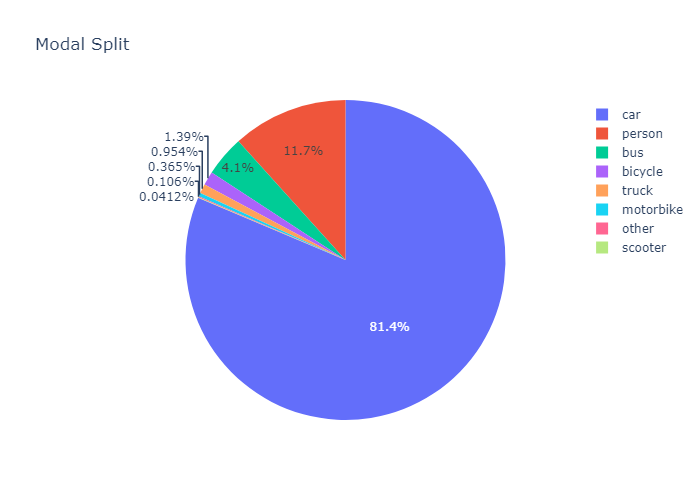 Modal Split
1.39%
0.954%
0.365%
0.106%
0.0412%
4.1%
11.7%
81.4%
car
person
bus
bicycle
truck
motorbike
other
scooter